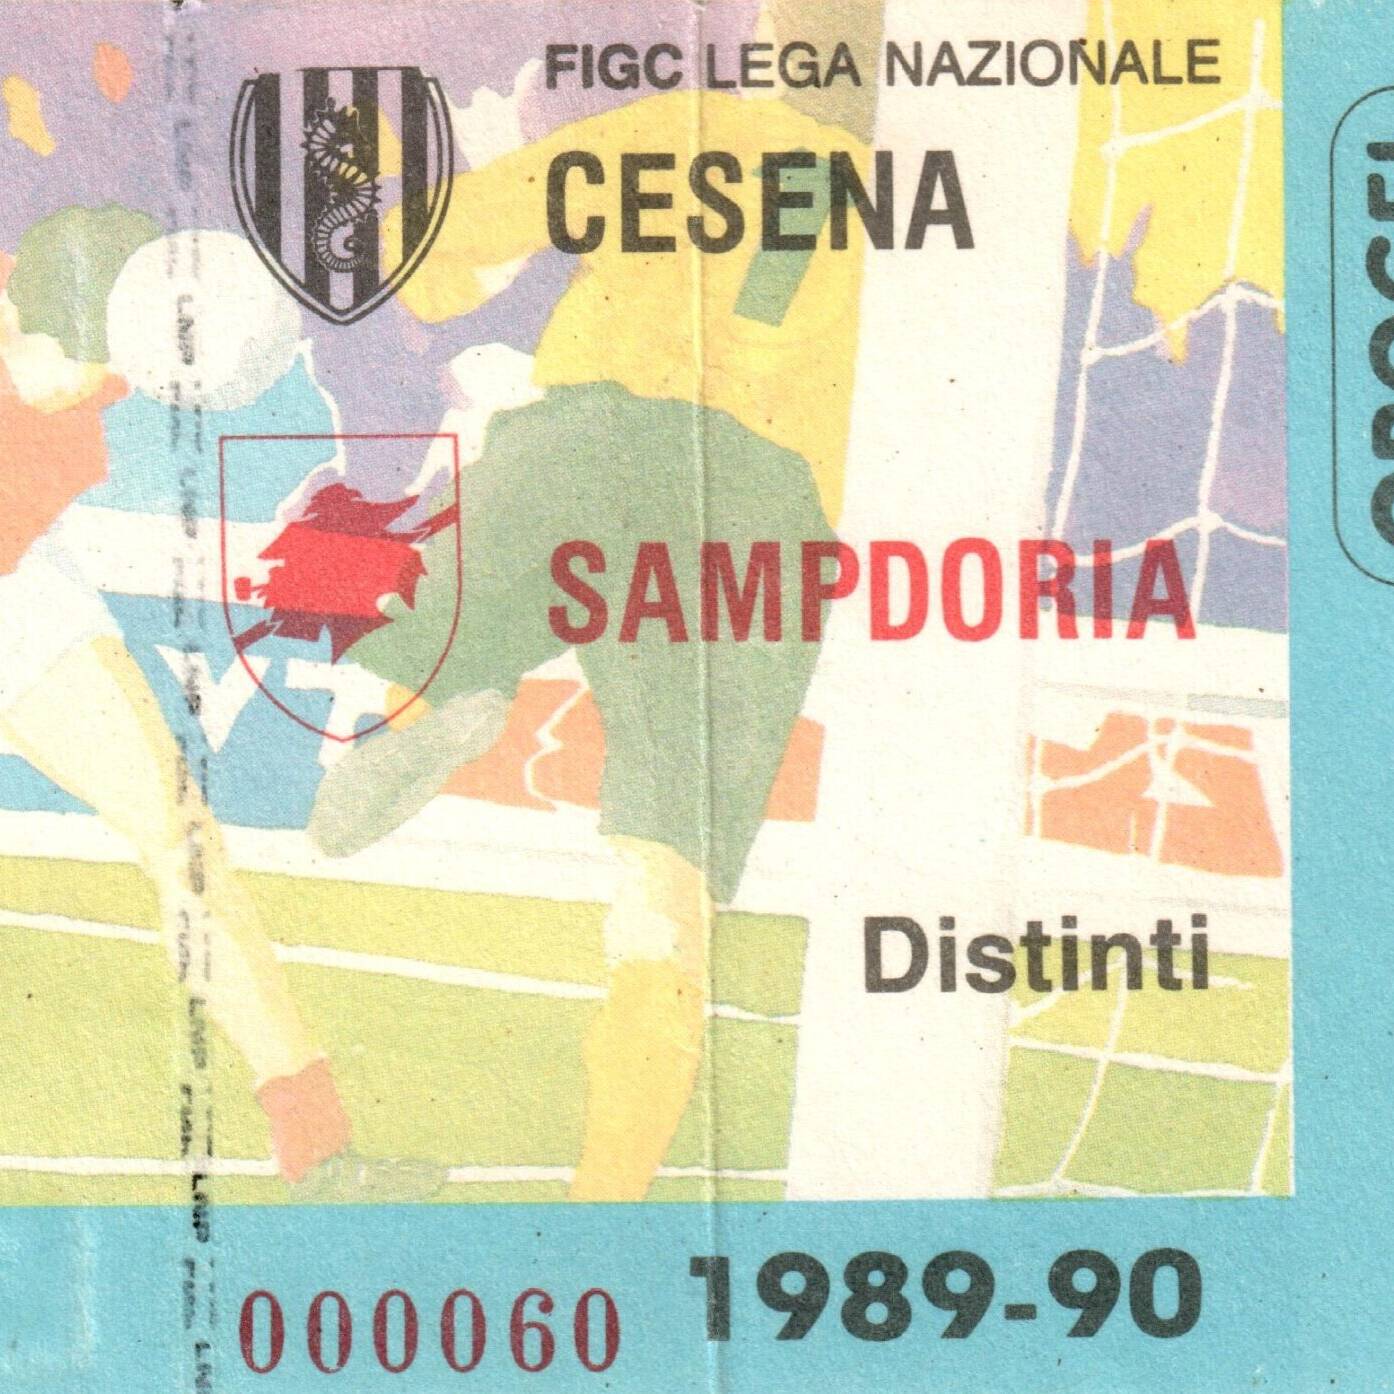 FIGC LEGA NAZIONALE
CESENA
SAMPDORIA
Distinti
1989-90
000060